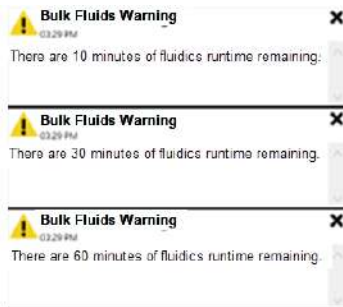 Bulk Fluids Warning
03:29 PM
There are 10 minutes of fluidics runtime remaining.
Bulk Fluids Warning
03:29 PM
There are 30 minutes of fluidics runtime remaining.
Bulk Fluids Warning
03:29 PM
There are 60 minutes of fluidics runtime remaining.